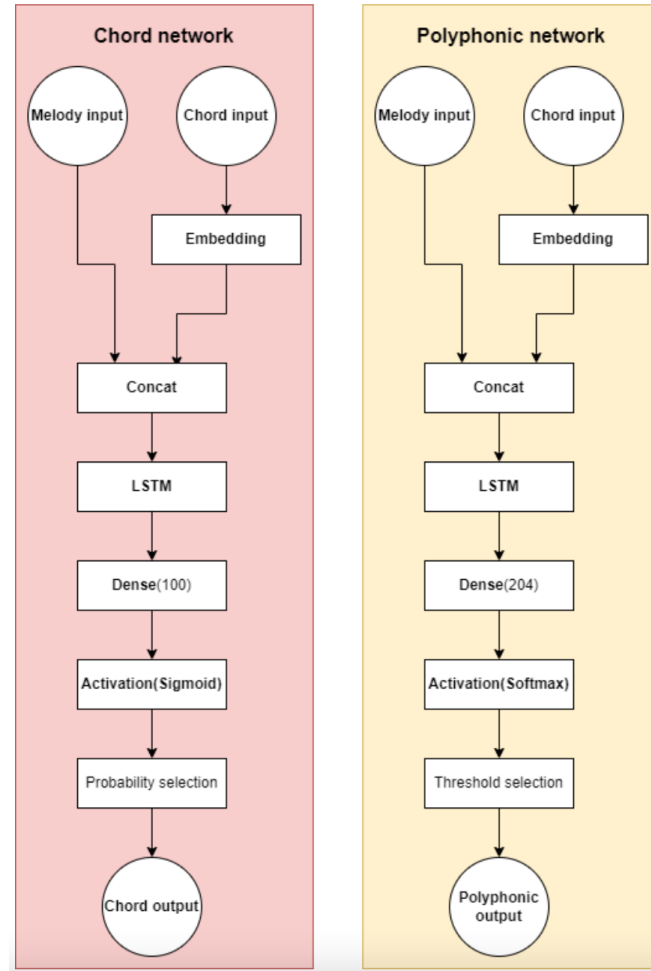 Chord network
Melody input
Chord input
Embedding
Concat
LSTM
Dense(100)
Activation(Sigmoid)
Probability selection
Chord output
Polyphonic network
Melody input
Chord input
Embedding
Concat
LSTM
Dense(204)
Activation(Softmax)
Threshold selection
Polyphonic
output